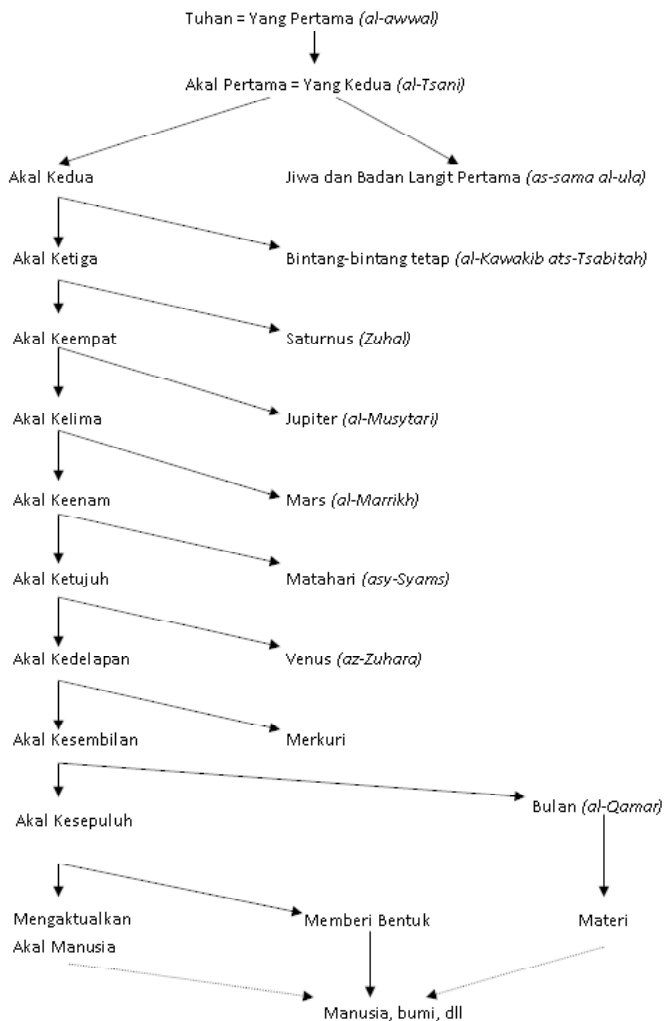 Tuhan = Yang Pertama (al-awwal)
Akal Pertama = Yang Kedua (al-Tsani)
Akal Kedua
Jiwa dan Badan Langit Pertama (as-sama al-ula)
Akal Ketiga
Bintang-bintang tetap (al-Kawakib ats-Tsabitah)
Akal Keempat
Saturnus (Zuhal)
Akal Kelima
Jupiter (al-Musytari)
Akal Keenam
Mars (al-Marrikh)
Akal Ketujuh
Matahari (asy-Syams)
Akal Kedelapan
Venus (az-Zuhara)
Akal Kesembilan
Merkuri
Bulan (al-Qamar)
Akal Kesepuluh
Mengaktualkan
Akal Manusia
Memberi Bentuk
Materi
Manusia, bumi, dll